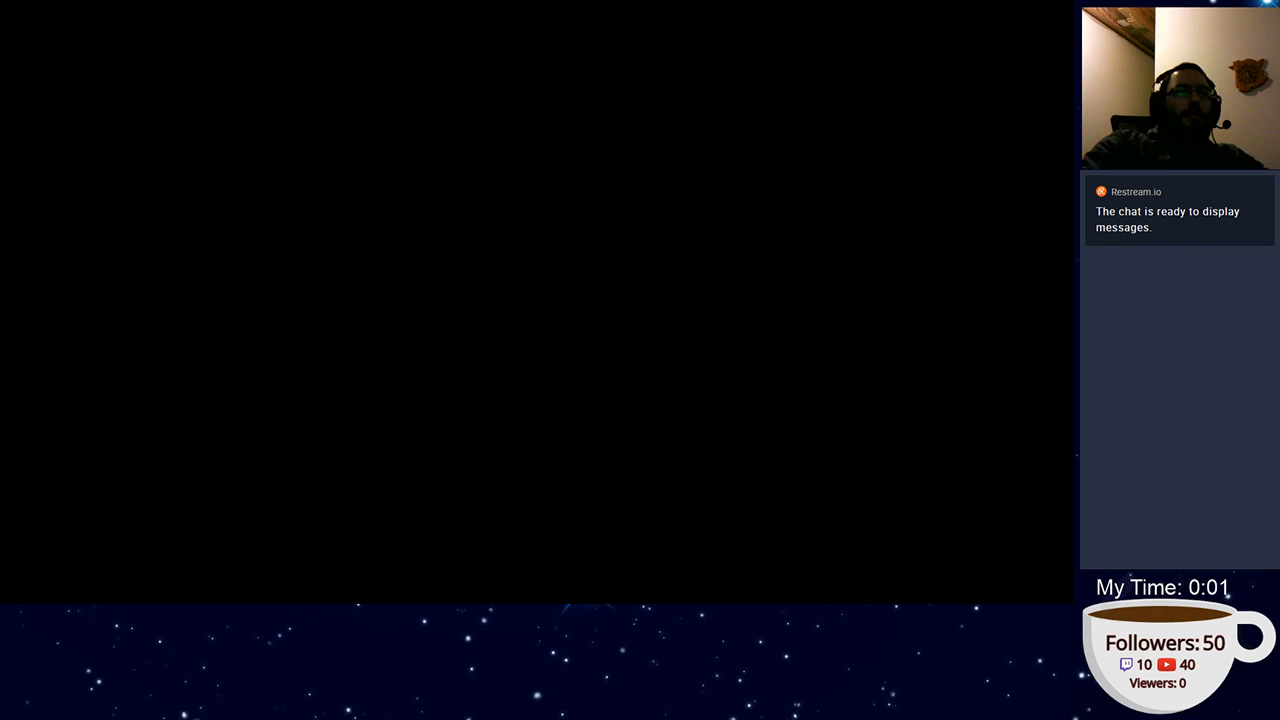 Restream.io
The chat is ready to display
messages.
My Time: 0:01
Followers: 50
10 40
Viewers: 0